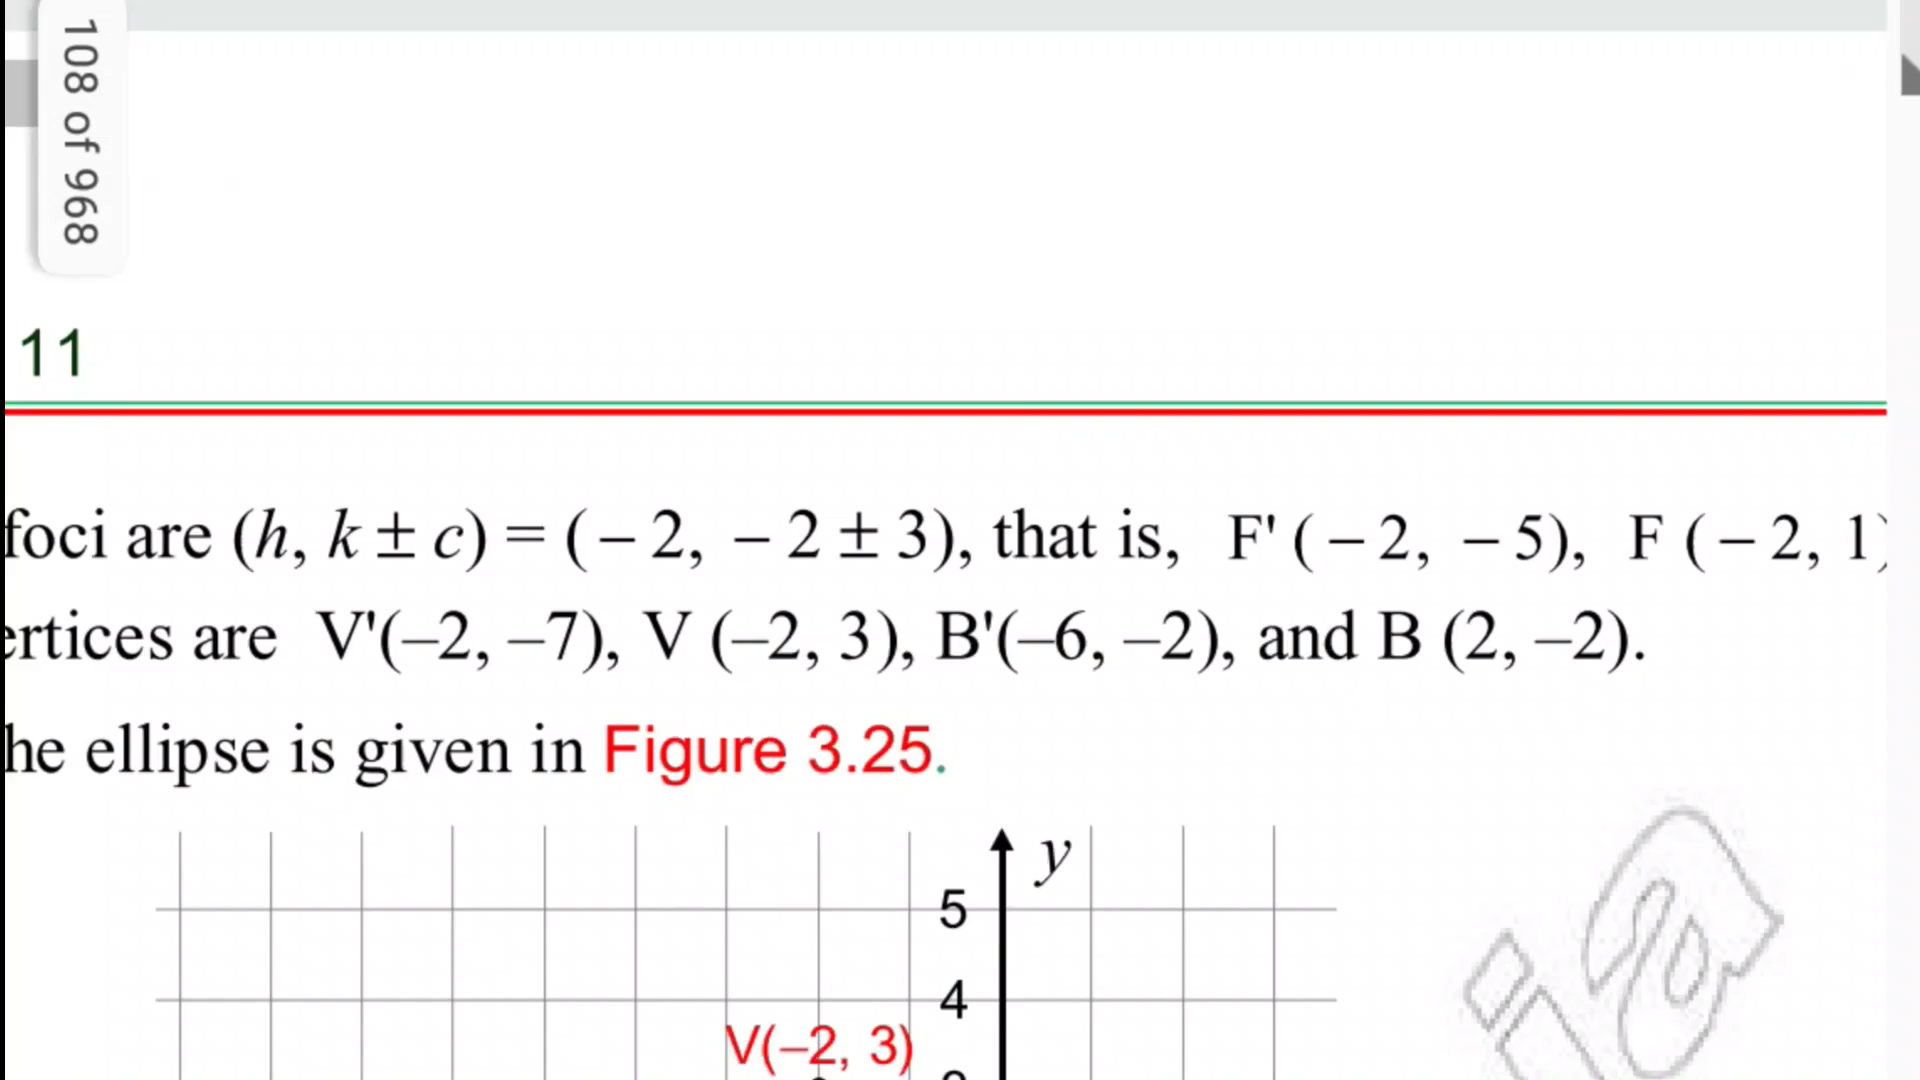 108 of 968
11
foci are (h, k ± c) = ( – 2, – 2 ± 3), that is, F' ( – 2, – 5), F ( – 2, 1)
ertices are V'(–2, –7), V (–2, 3), B'(–6, –2), and B (2, –2).
he ellipse is given in Figure 3.25.
y
5
4
V(–2, 3)